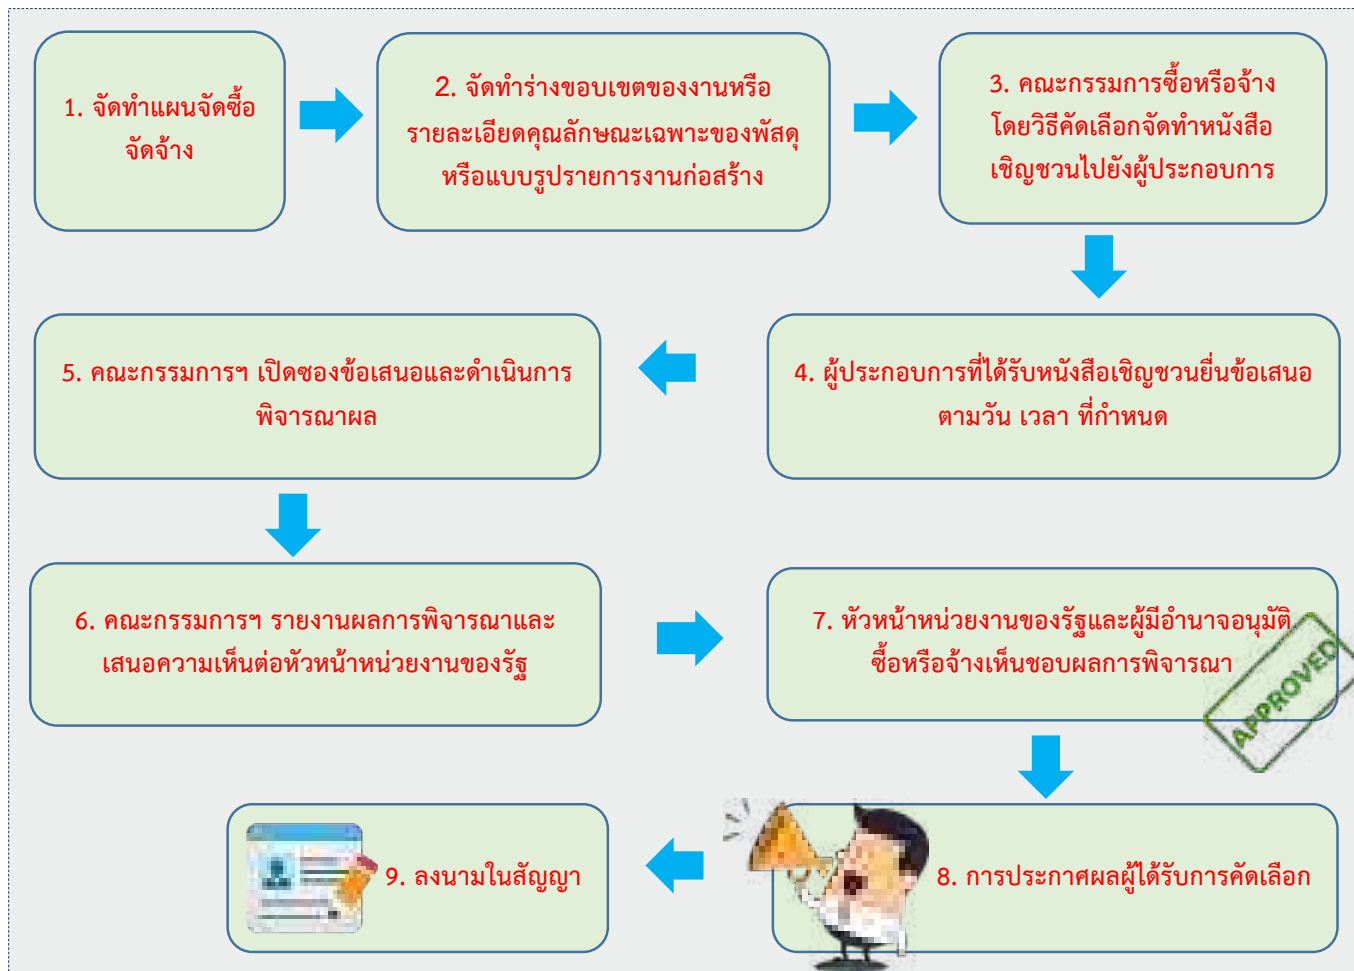 1. จัดทำแผนจัดซื้อ
จัดจ้าง
2. จัดทำร่างขอบเขตของงานหรือ
รายละเอียดคุณลักษณะเฉพาะของพัสดุ
หรือแบบรูปรายการงานก่อสร้าง
3. คณะกรรมการซื้อหรือจ้าง
โดยวิธีคัดเลือกจัดทำหนังสือ
เชิญชวนไปยังผู้ประกอบการ
4. ผู้ประกอบการที่ได้รับหนังสือเชิญชวนยื่นข้อเสนอ
ตามวัน เวลา ที่กำหนด
5. คณะกรรมการฯ เปิดซองข้อเสนอและดำเนินการ
พิจารณาผล
6. คณะกรรมการฯ รายงานผลการพิจารณาและ
เสนอความเห็นต่อหัวหน้าหน่วยงานของรัฐ
7. หัวหน้าหน่วยงานของรัฐและผู้มีอำนาจอนุมัติ
ซื้อหรือจ้างเห็นชอบผลการพิจารณา
APPROVED
8. การประกาศผลผู้ได้รับการคัดเลือก
9. ลงนามในสัญญา